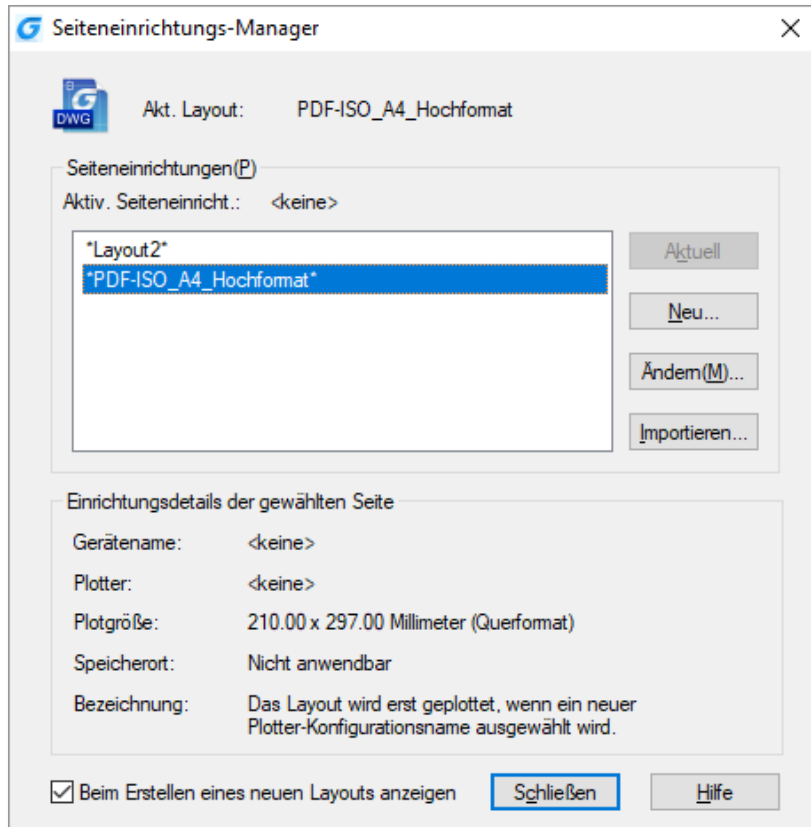 Seiteneinrichtungs-Manager
DWG
Akt. Layout: PDF-ISO_A4_Hochformat
Seiteneinrichtungen(P)
Aktiv. Seiteneinricht.: <keine>
*Layout2*
*PDF-ISO_A4_Hochformat*
Aktuell
Neu...
Ändern(M)...
Importieren...
Einrichtungsdetails der gewählten Seite
Gerätename: <keine>
Plotter: <keine>
Plotgröße: 210.00 x 297.00 Millimeter (Querformat)
Speicherort: Nicht anwendbar
Bezeichnung: Das Layout wird erst geplottet, wenn ein neuer
Plotter-Konfigurationsname ausgewählt wird.
Beim Erstellen eines neuen Layouts anzeigen
Schließen
Hilfe